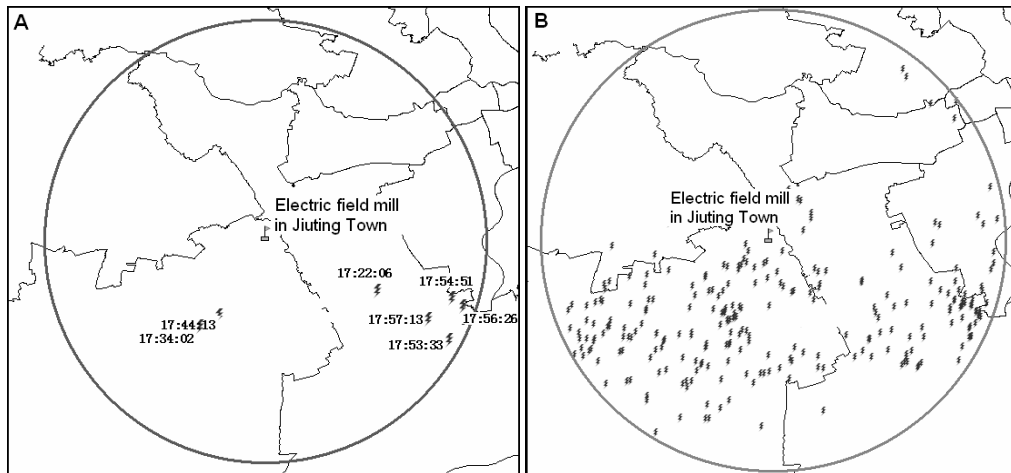 A
Electric field mill
in Jiuting Town
17:22:06
17:54:51
17:44:13
17:57:13
17:56:26
17:34:02
17:53:33
B
Electric field mill
in Jiuting Town